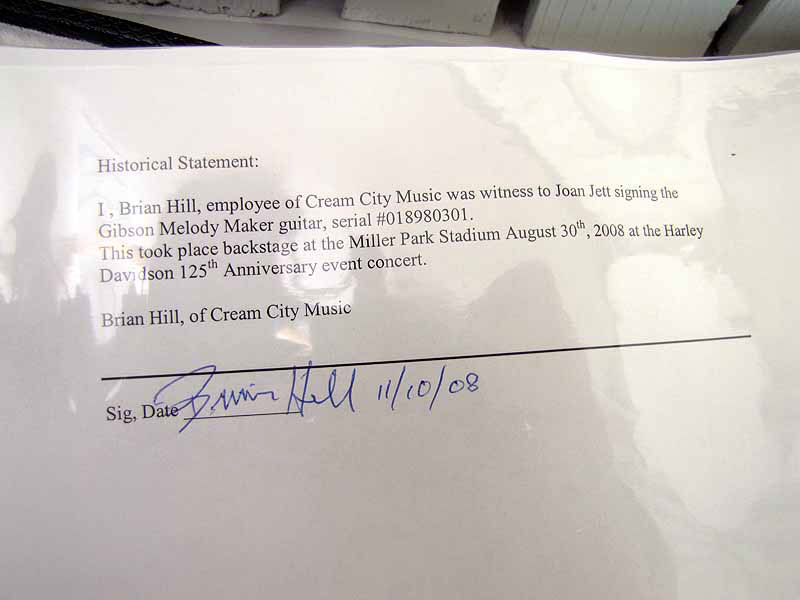 Historical Statement:
I , Brian Hill, employee of Cream City Music was witness to Joan Jett signing the
Gibson Melody Maker guitar, serial #018980301.
This took place backstage at the Miller Park Stadium August 30th, 2008 at the Harley
Davidson 125th Anniversary event concert.
Brian Hill, of Cream City Music
Sig, Date Brian Hill 11/10/08